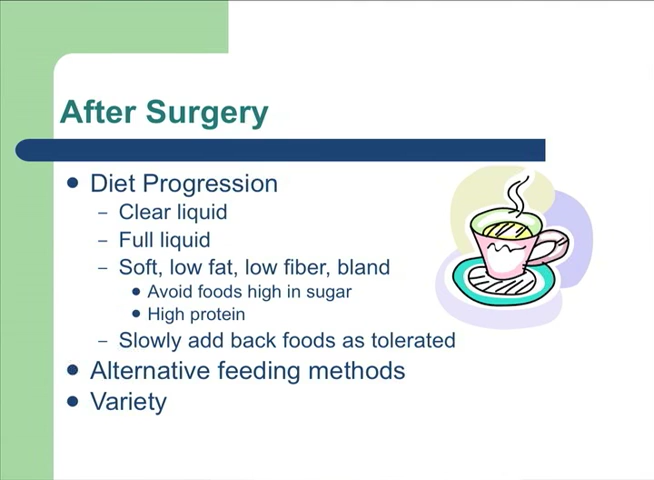 After Surgery
● Diet Progression
– Clear liquid
– Full liquid
– Soft, low fat, low fiber, bland
● Avoid foods high in sugar
● High protein
– Slowly add back foods as tolerated
● Alternative feeding methods
● Variety